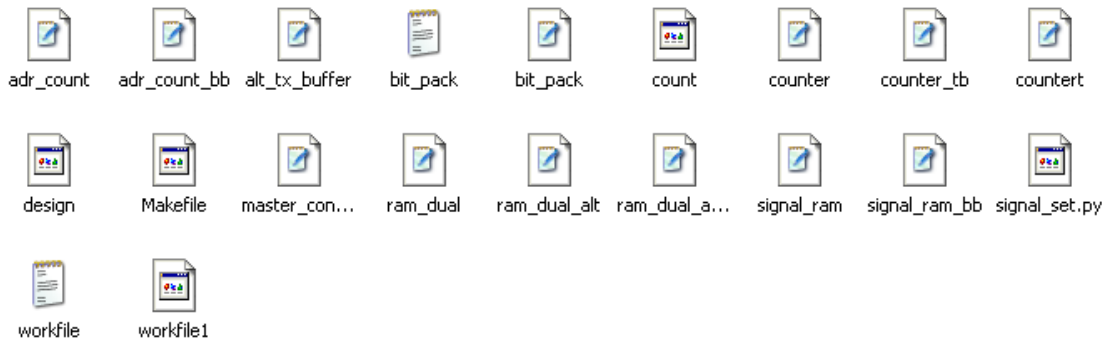 adr_count adr_count_bb alt_tx_buffer bit_pack bit_pack count counter counter_tb countert
design Makefile master_con... ram_dual ram_dual_alt ram_dual_a... signal_ram signal_ram_bb signal_set.py
workfile workfile1